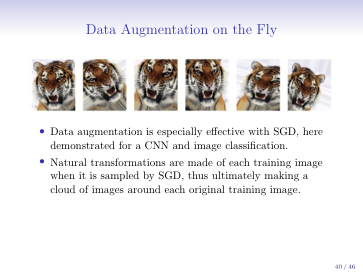 Data Augmentation on the Fly
• Data augmentation is especially effective with SGD, here
demonstrated for a CNN and image classification.
• Natural transformations are made of each training image
when it is sampled by SGD, thus ultimately making a
cloud of images around each original training image.
40 / 46